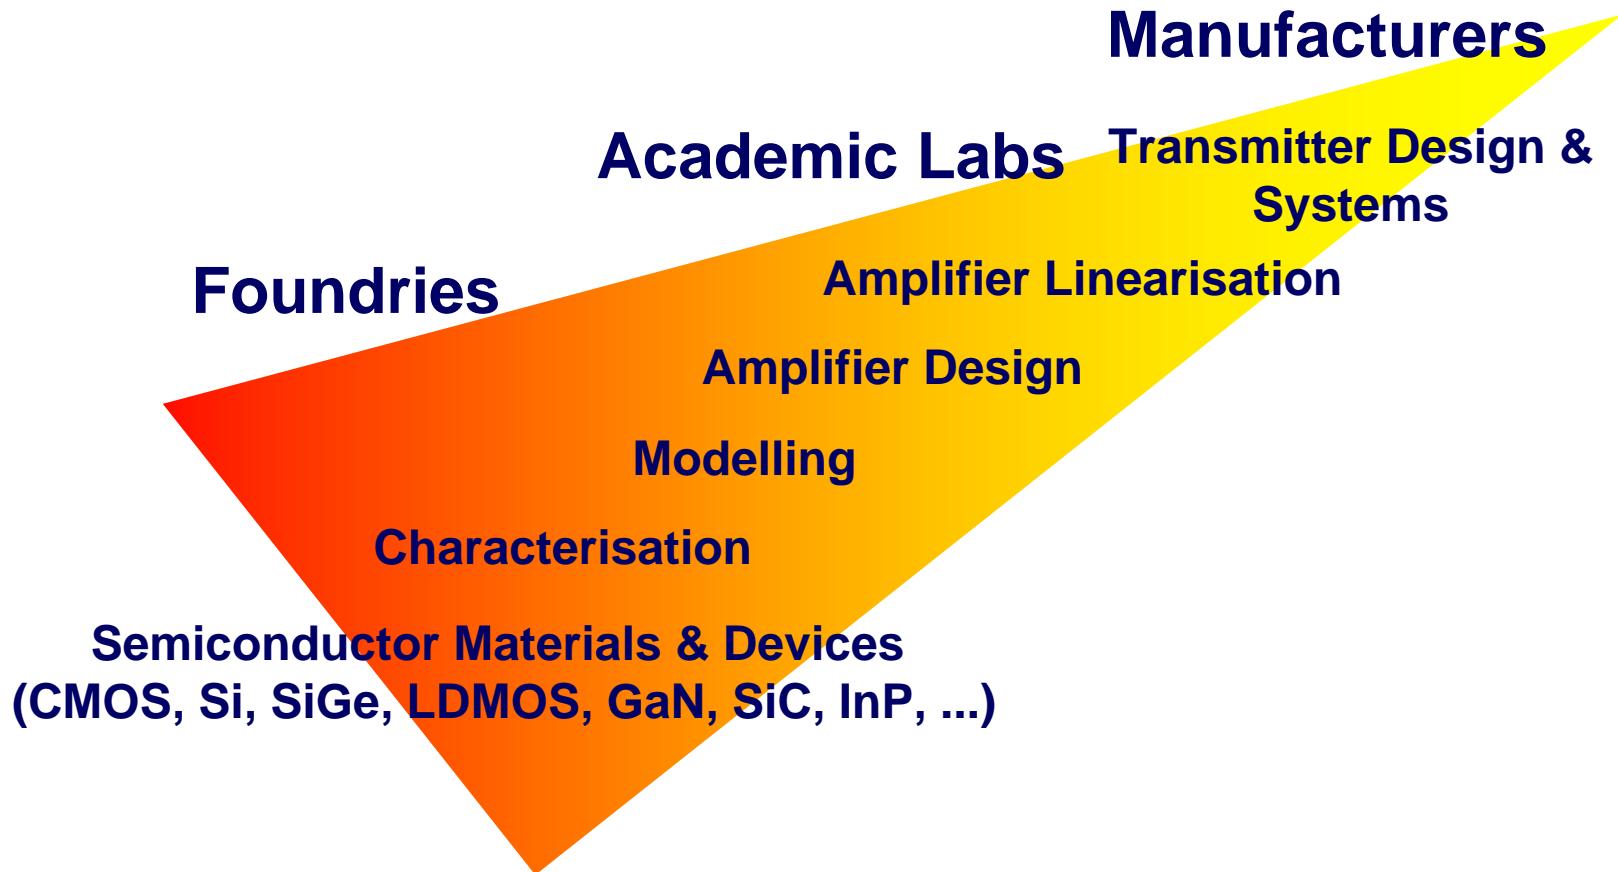 Manufacturers
Academic Labs
Transmitter Design &
Systems
Foundries
Amplifier Linearisation
Amplifier Design
Modelling
Characterisation
Semiconductor Materials & Devices
(CMOS, Si, SiGe, LDMOS, GaN, SiC, InP, ...)